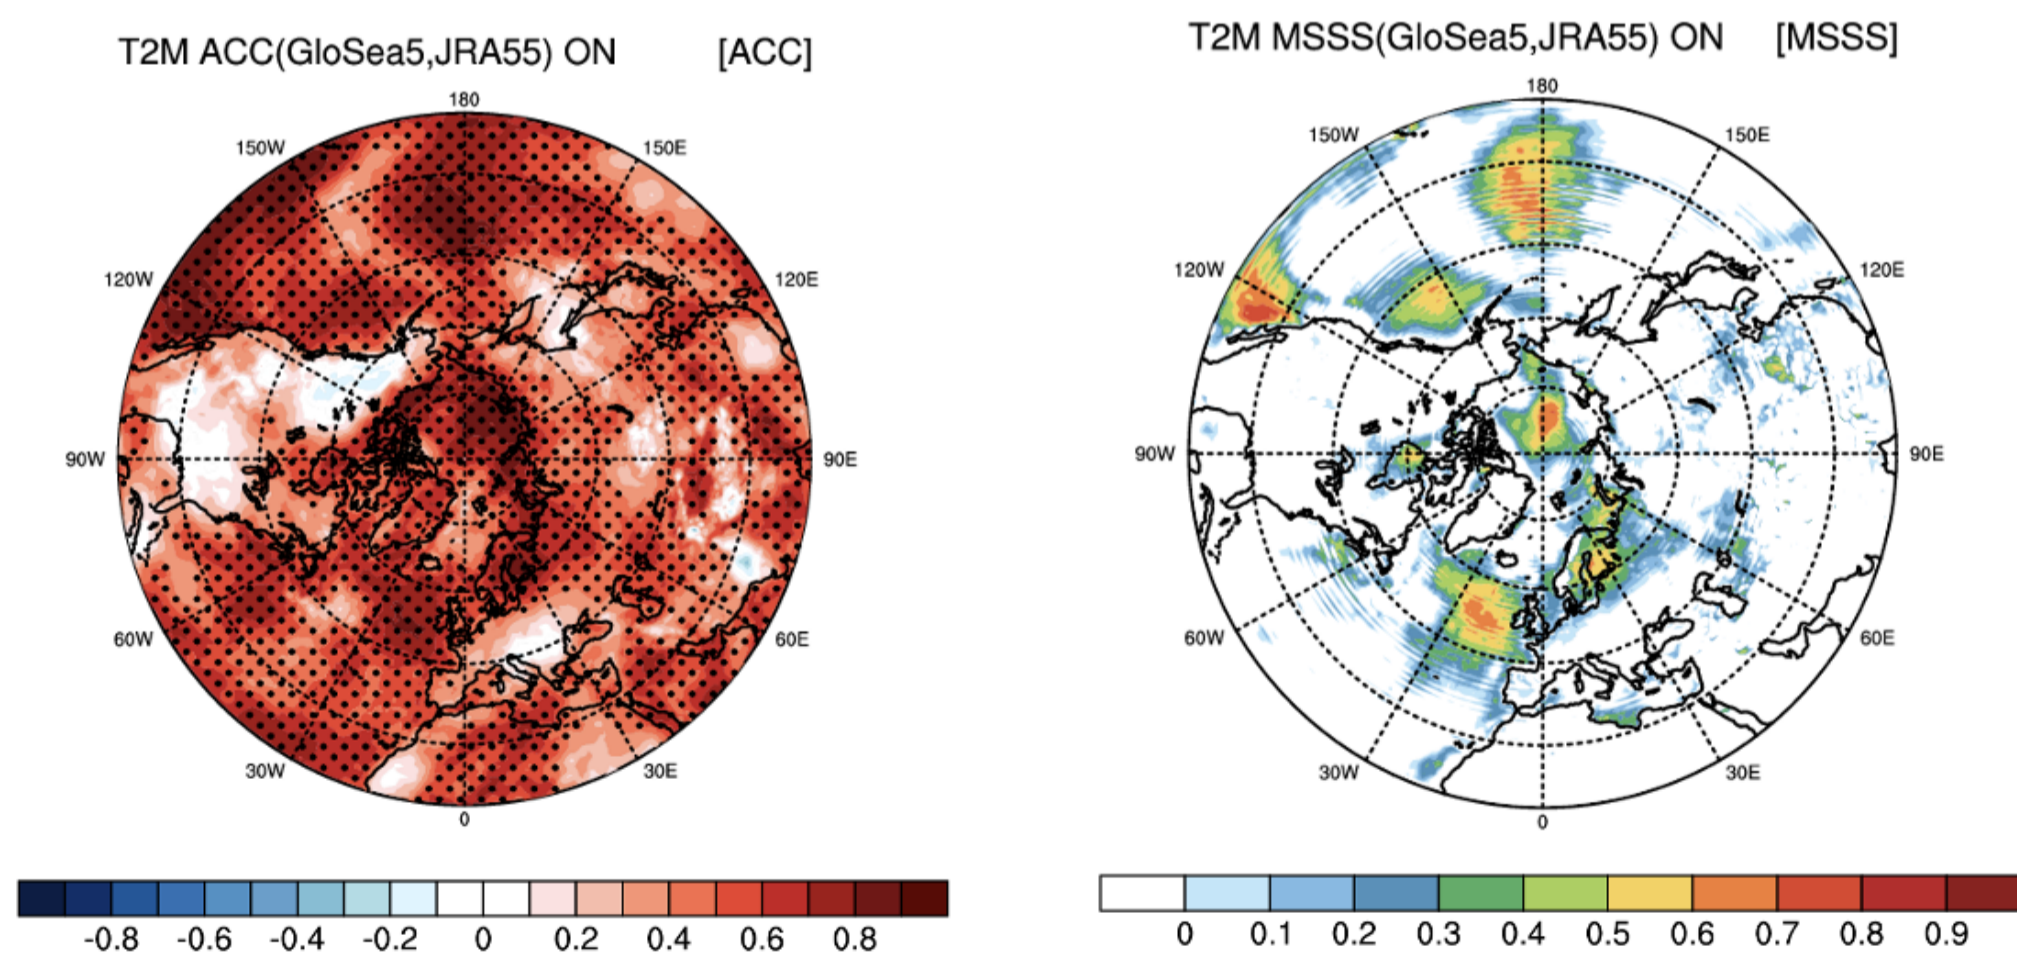 T2M ACC(GloSea5,JRA55) ON [ACC]
180
150W 150E
120W 120E
90W 90E
60W 60E
30W 30E
0
-0.8 -0.6 -0.4 -0.2 0 0.2 0.4 0.6 0.8
T2M MSSS(GloSea5,JRA55) ON [MSSS]
180
150W 150E
120W 120E
90W 90E
60W 60E
30W 30E
0
0 0.1 0.2 0.3 0.4 0.5 0.6 0.7 0.8 0.9